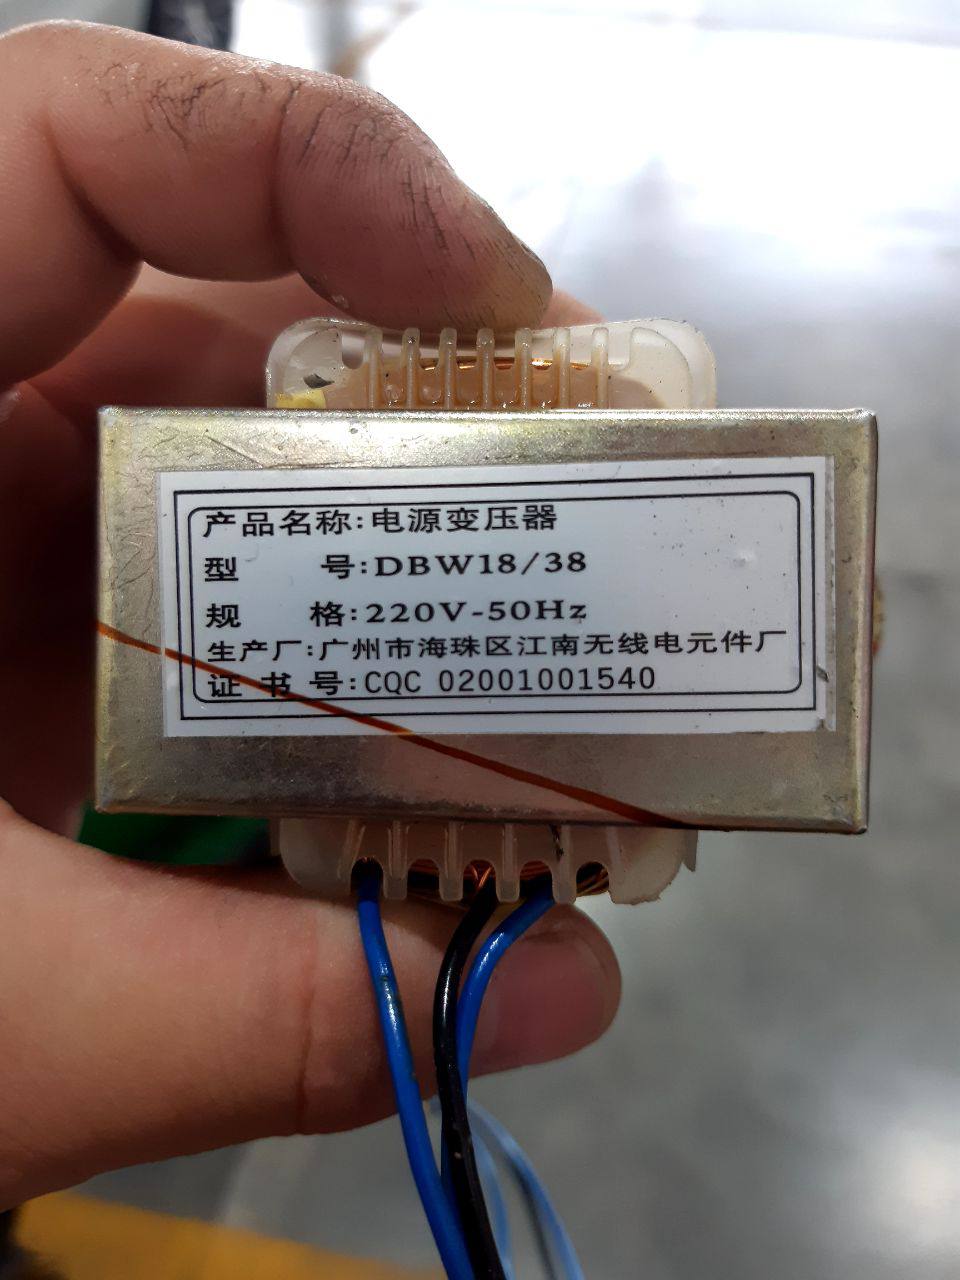 产品名称:电源变压器
型 号:DBW18/38
规 格:220V-50Hz
生产厂:广州市海珠区江南无线电元件厂
证书号:CQC 02001001540